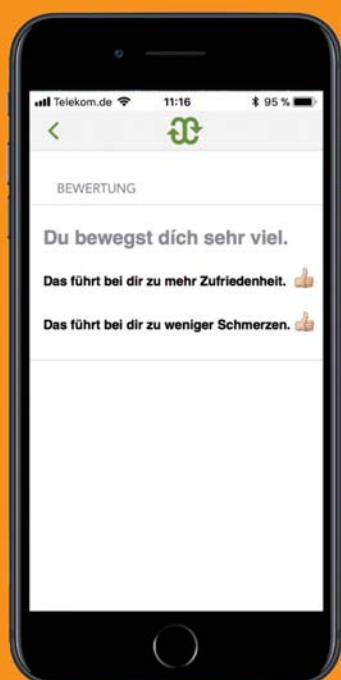 Telekom.de 11:16 95 %
BEWERTUNG
Du bewegst dích sehr viel.
Das führt bei dir zu mehr Zufriedenheit. 👍
Das führt bei dir zu weniger Schmerzen. 👍